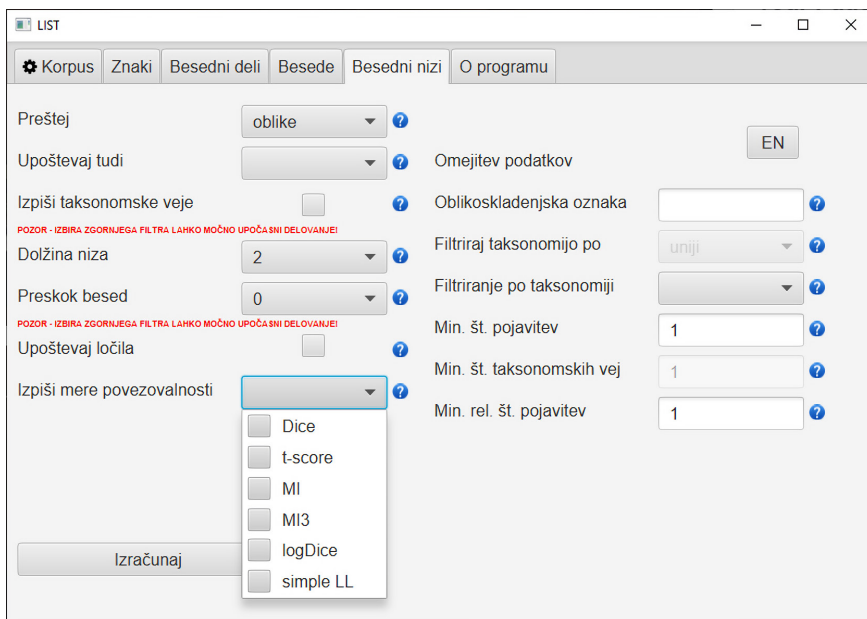 LIST
Korpus Znaki Besedni deli Besede Besedni nizi O programu
Preštej oblike
EN
Upoštevaj tudi
Omejitev podatkov
Izpiši taksonomske veje
Oblikoskladenjska oznaka
POZOR - IZBIRA ZGORNJEGA FILTRA LAHKO MOČNO UPOČASNI DELOVANJE!
Dolžina niza 2
Filtriraj taksonomijo po uniji
Preskok besed 0
Filtriranje po taksonomiji
POZOR - IZBIRA ZGORNJEGA FILTRA LAHKO MOČNO UPOČASNI DELOVANJE!
Upoštevaj ločila
Min. št. pojavitev 1
Izpiši mere povezovalnosti
Min. št. taksonomskih vej 1
Min. rel. št. pojavitev 1
Dice
t-score
MI
MI3
logDice
simple LL
Izračunaj